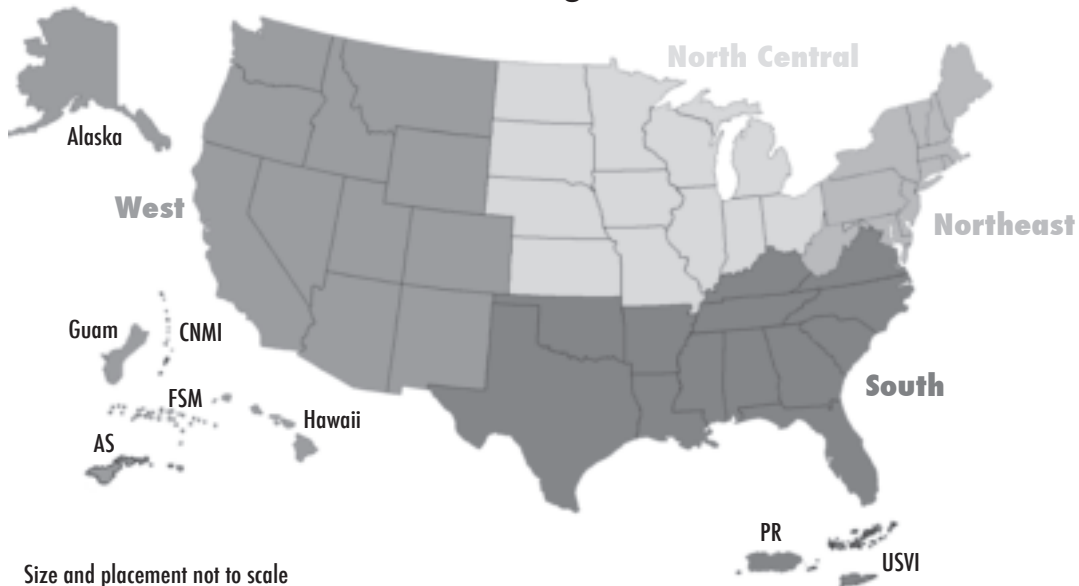 North Central
Alaska
West
Northeast
Guam
CNMI
South
FSM
Hawaii
AS
PR
USVI
Size and placement not to scale